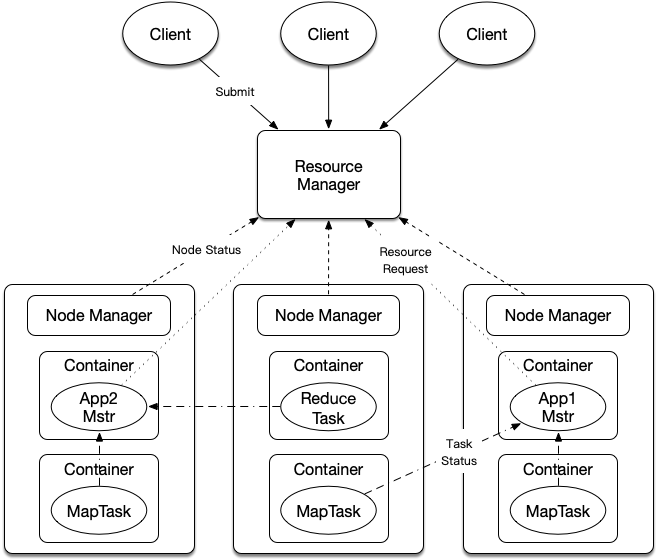 Client
Client
Client
Submit
Resource
Manager
Node Status
Resource
Request
Node Manager
Node Manager
Node Manager
Container
App2
Mstr
Container
Reduce
Task
Container
App1
Mstr
Task
Status
Container
MapTask
Container
MapTask
Container
MapTask